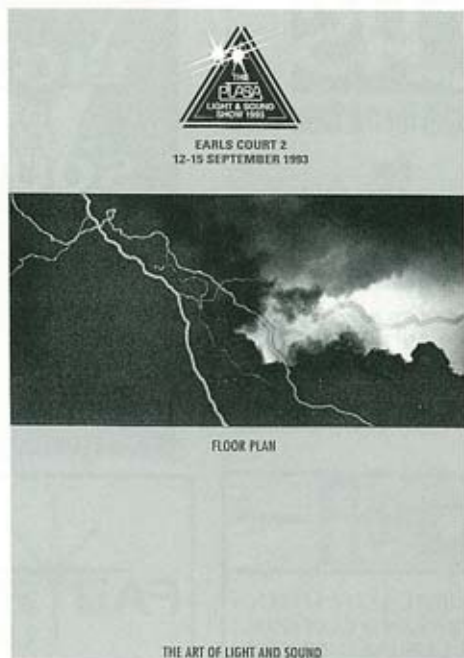 THE
PLASA
LIGHT & SOUND
SHOW 1993
EARLS COURT 2
12-15 SEPTEMBER 1993
FLOOR PLAN
THE ART OF LIGHT AND SOUND